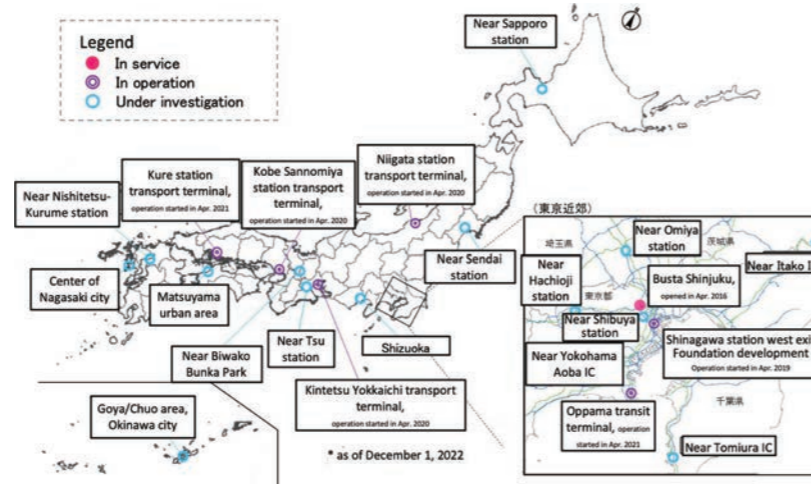 Legend
In service
In operation
Under investigation
Near Sapporo
station
Kure station
transport terminal,
operation started in Apr. 2021
Kobe Sannomiya
station transport
terminal,
operation started in Apr. 2020
Niigata station
transport terminal,
operation started in Apr. 2020
Near Nishitetsu-
Kurume station
Near Sendai
station
Center of
Nagasaki city
Matsuyama
urban area
Near Biwako
Bunka Park
Near Tsu
station
Shizuoka
Kintetsu Yokkaichi transport
terminal,
operation started in Apr. 2020
Goya/Chuo area,
Okinawa city
* as of December 1, 2022
(東京近郊)
埼玉県
Near Omiya
station
茨城県
Near Itako I
Near
Hachioji
station
東京都
Busta Shinjuku,
opened in Apr. 2016
Near Shibuya
station
Shinagawa station west exi
Foundation development
Operation started in Apr. 2019
Near Yokohama
Aoba IC
千葉県
Oppama transit
terminal, operation
started in Apr. 2021
Near Tomiura IC